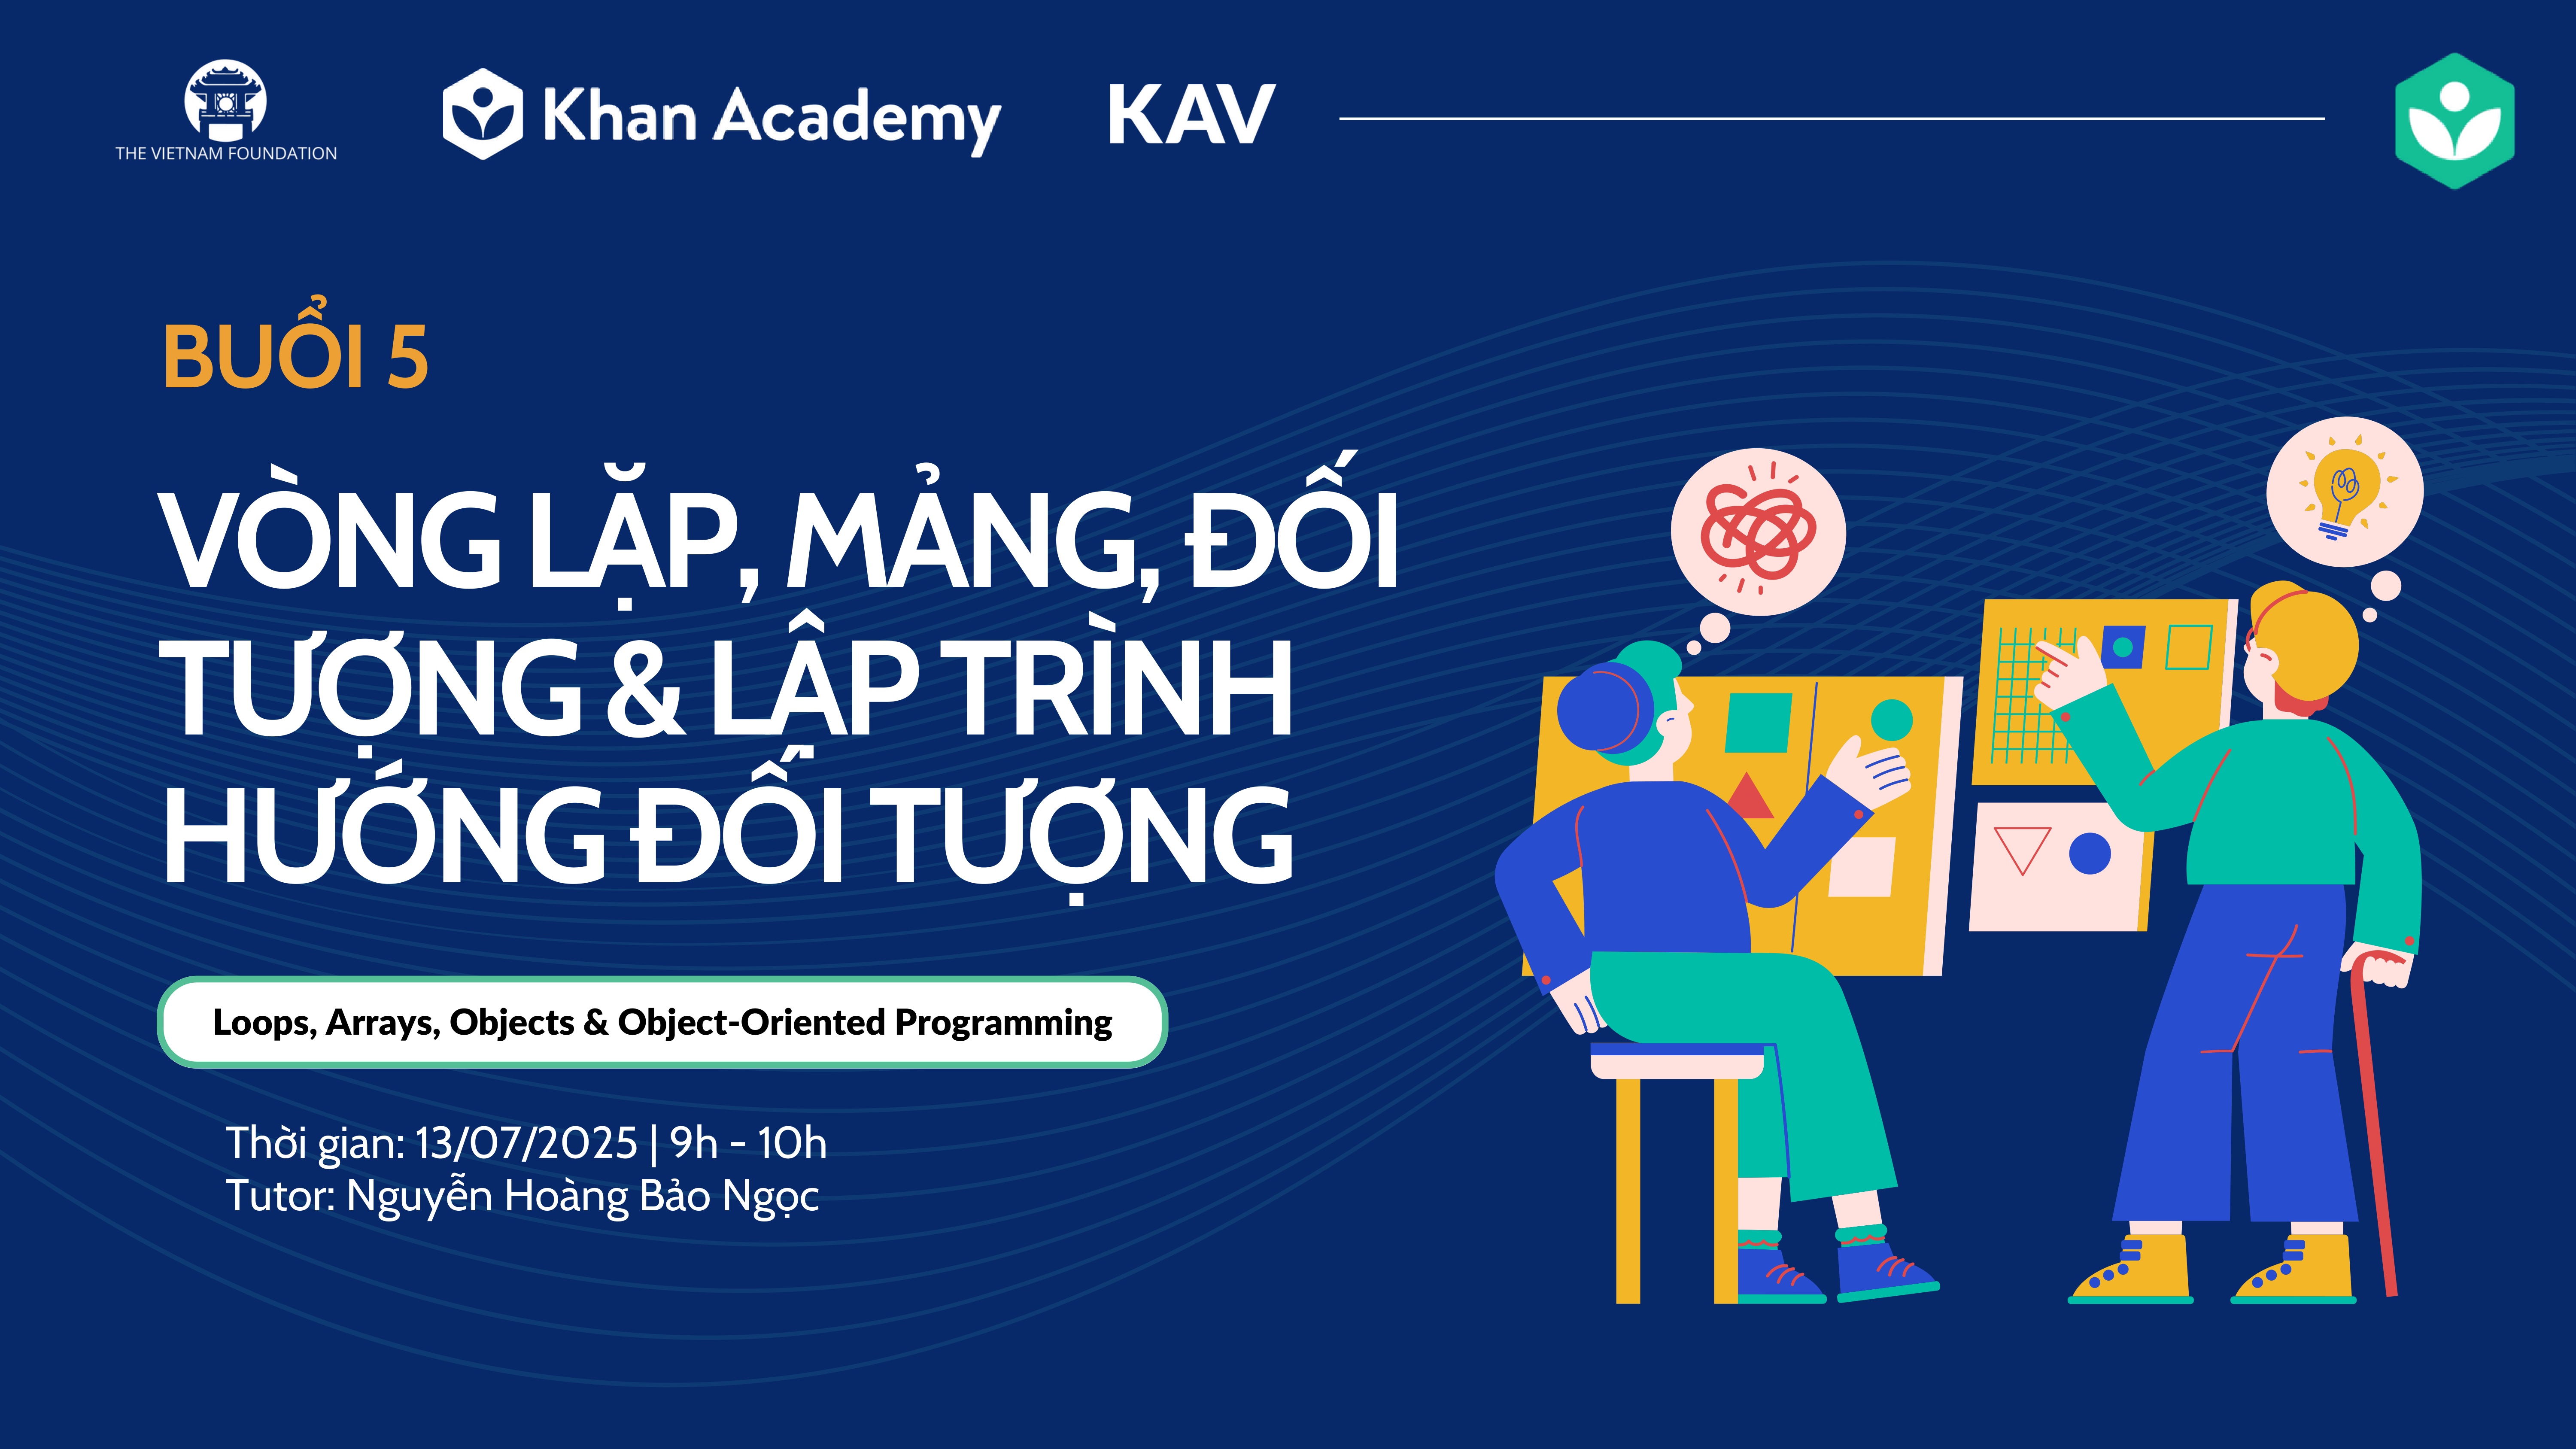 THE VIETNAM FOUNDATION
Khan Academy
KAV
BUỔI 5
VÒNG LẶP, MẢNG, ĐỐI
TƯỢNG & LẬP TRÌNH
HƯỚNG ĐỐI TƯỢNG
Loops, Arrays, Objects & Object-Oriented Programming
Thời gian: 13/07/2025 | 9h - 10h
Tutor: Nguyễn Hoàng Bảo Ngọc